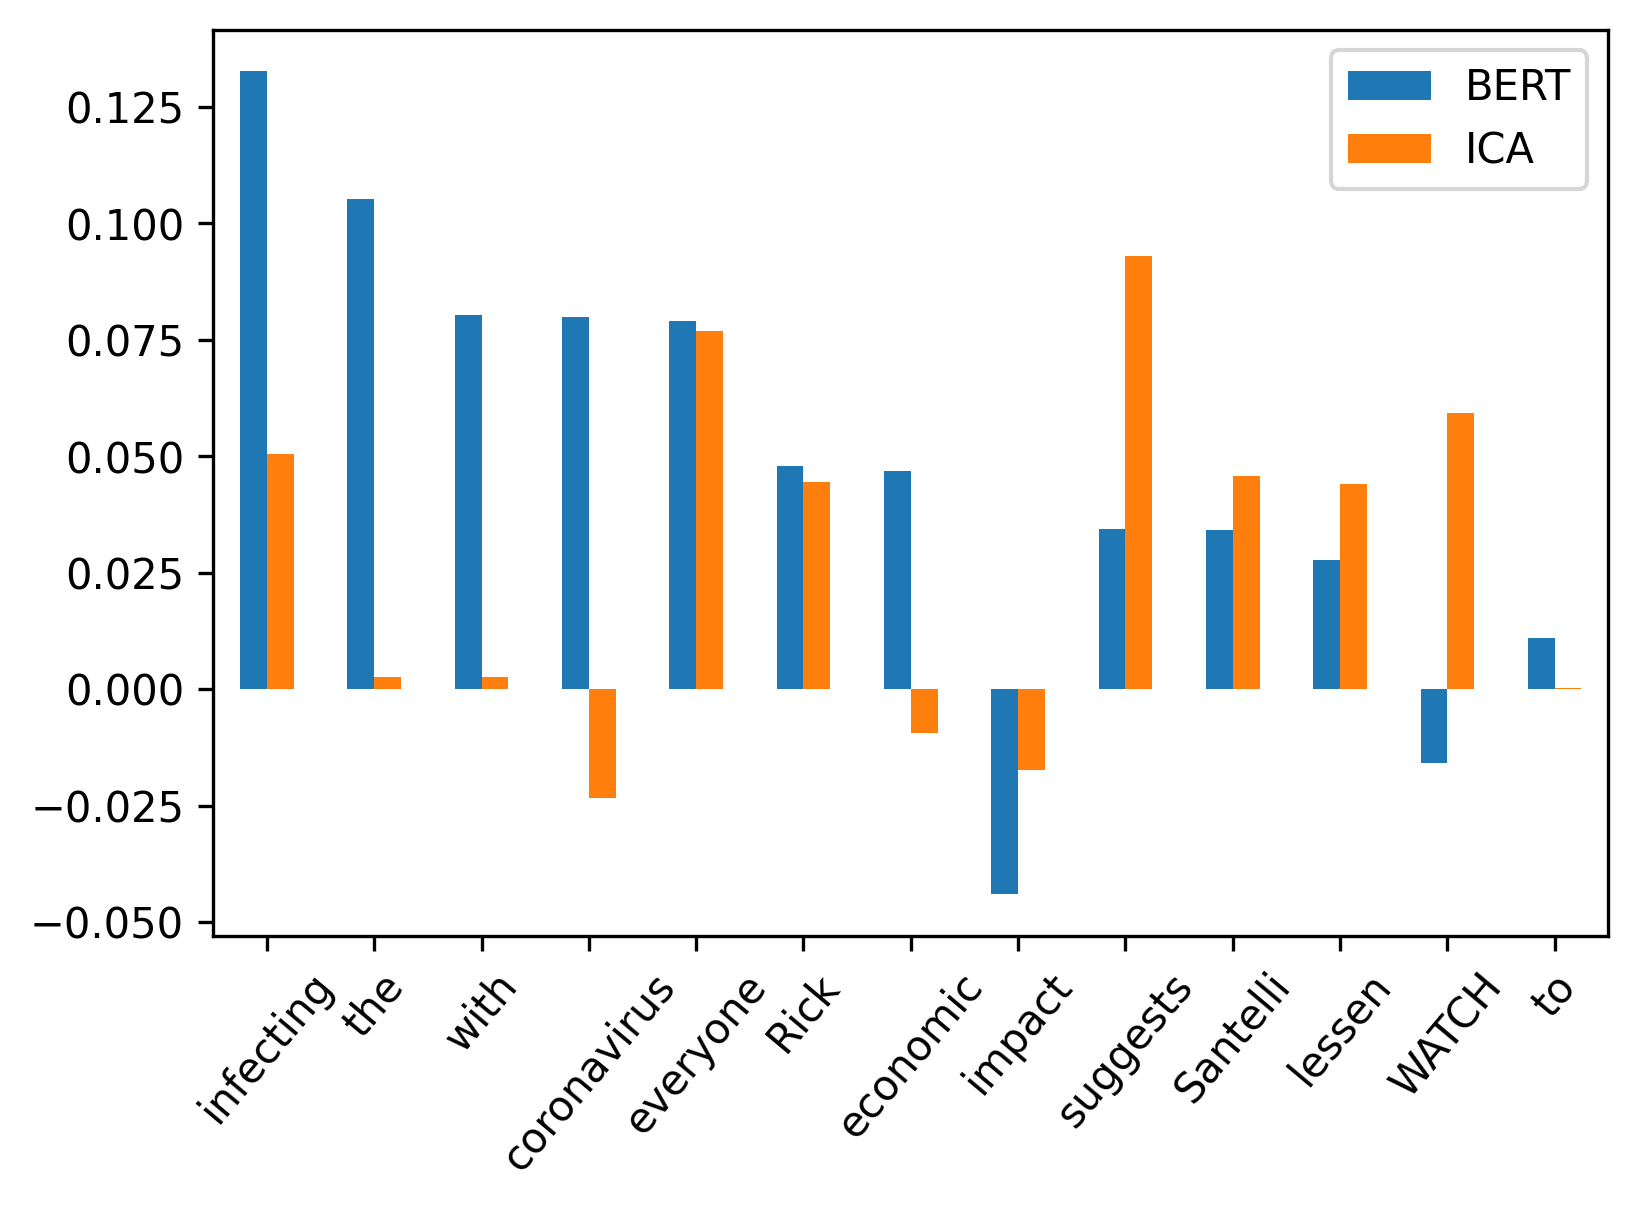 BERT
ICA
0.125
0.100
0.075
0.050
0.025
0.000
−0.025
−0.050
infecting
the
with
coronavirus
everyone
Rick
economic
impact
suggests
Santelli
lessen
WATCH
to